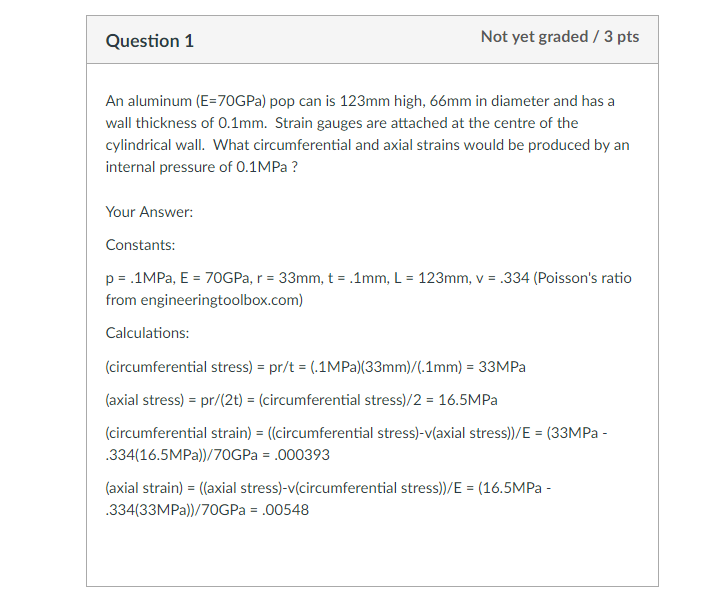 Question 1
Not yet graded / 3 pts
An aluminum (E=70GPa) pop can is 123mm high, 66mm in diameter and has a
wall thickness of 0.1mm.  Strain gauges are attached at the centre of the
cylindrical wall.  What circumferential and axial strains would be produced by an
internal pressure of 0.1MPa ?
Your Answer:
Constants:
p = .1MPa, E = 70GPa, r = 33mm, t = .1mm, L = 123mm, v = .334 (Poisson's ratio
from engineeringtoolbox.com)
Calculations:
(circumferential stress) = pr/t = (.1MPa)(33mm)/(.1mm) = 33MPa
(axial stress) = pr/(2t) = (circumferential stress)/2 = 16.5MPa
(circumferential strain) = ((circumferential stress)-v(axial stress))/E = (33MPa -
.334(16.5MPa))/70GPa = .000393
(axial strain) = ((axial stress)-v(circumferential stress))/E = (16.5MPa -
.334(33MPa))/70GPa = .00548